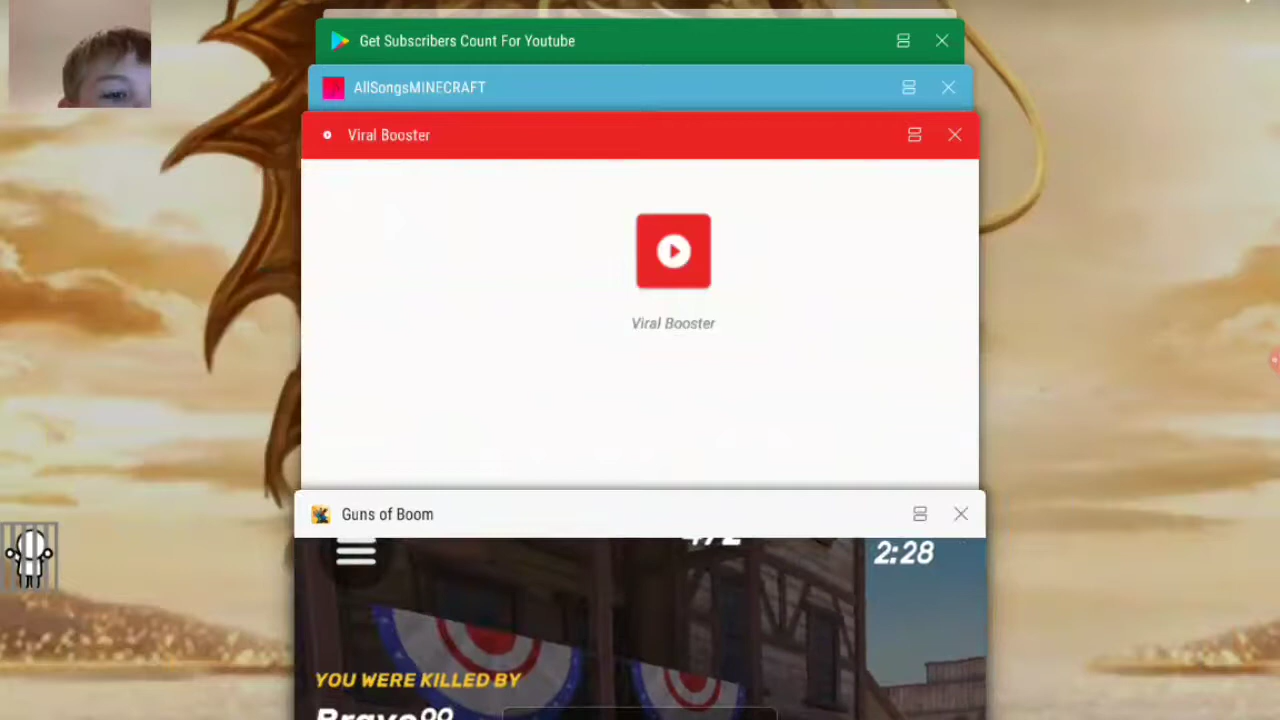 Get Subscribers Count For Youtube
AllSongsMINECRAFT
Viral Booster
Viral Booster
Guns of Boom
2:28
YOU WERE KILLED BY